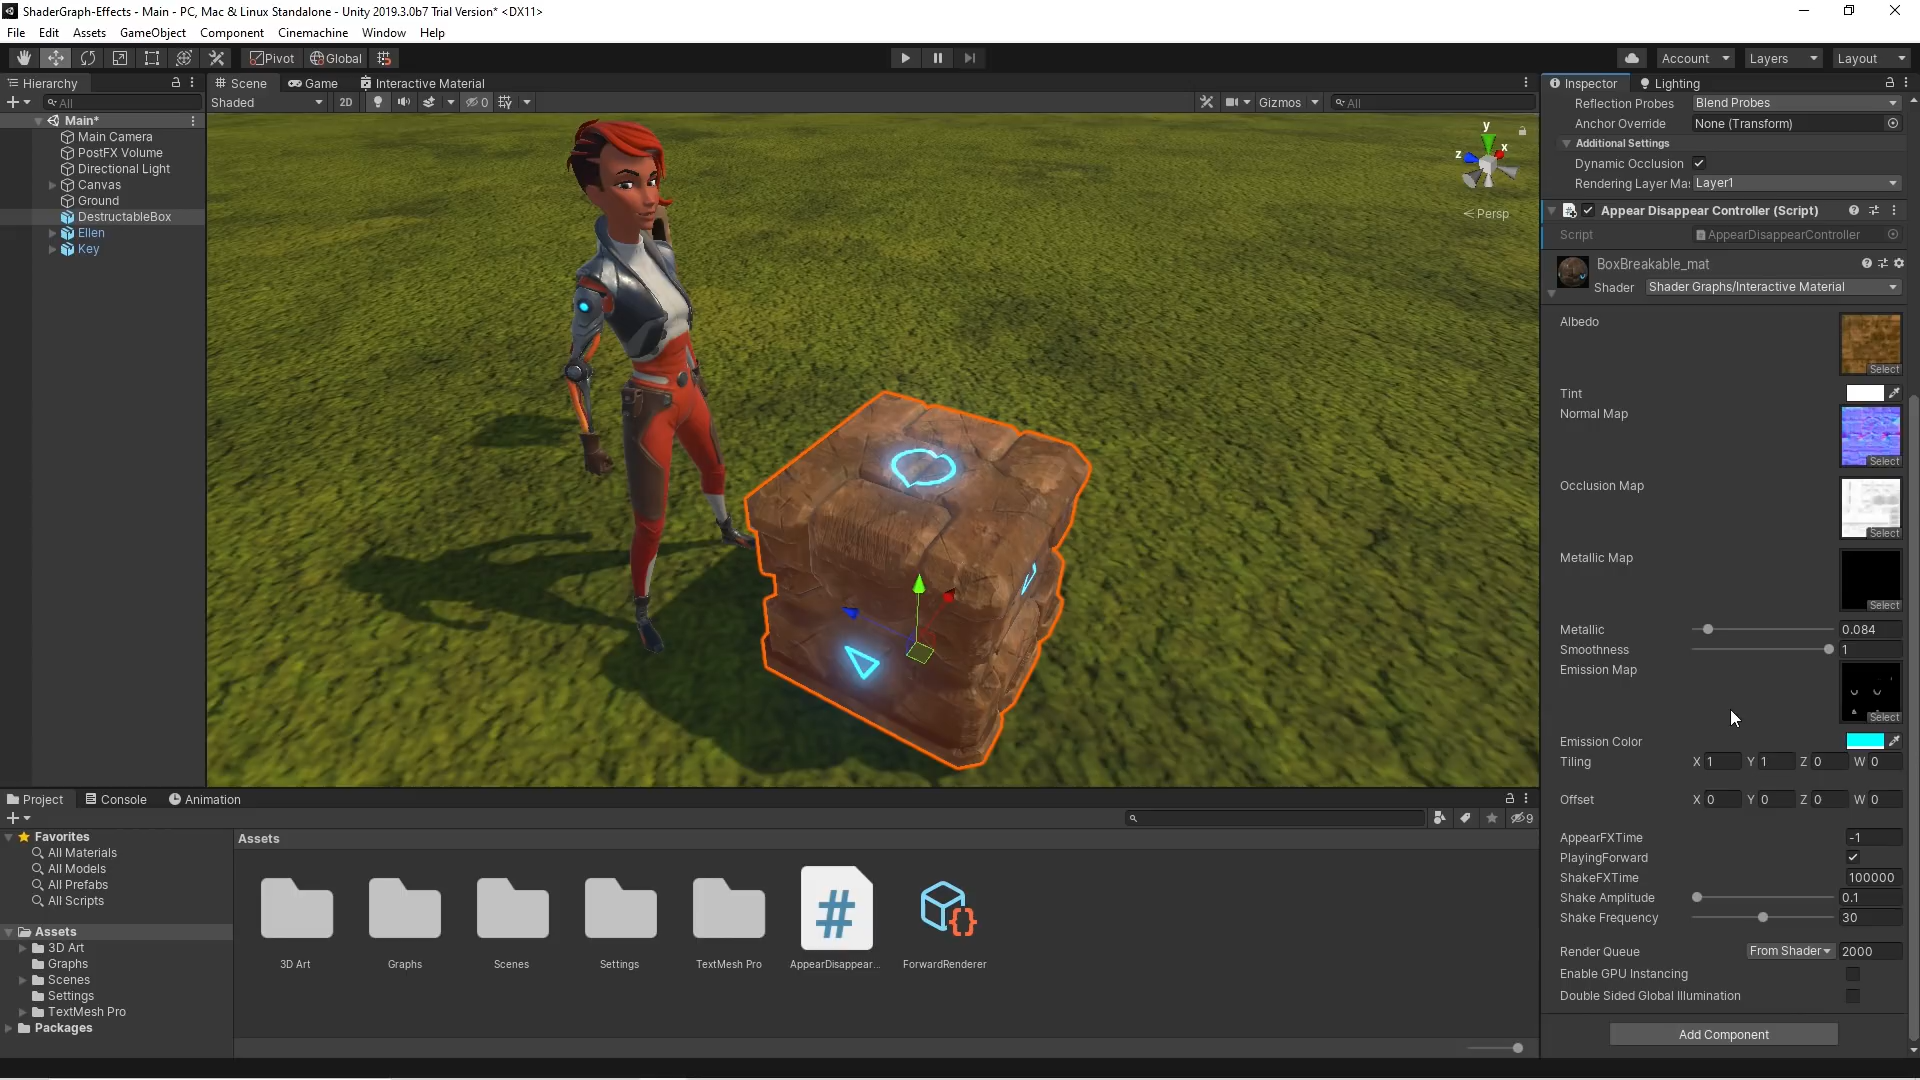 ShaderGraph-Effects - Main - PC, Mac & Linux Standalone - Unity 2019.3.0b7 Trial Version* <DX11>
File Edit Assets GameObject Component Cinemachine Window Help
Pivot Global Account Layers Layout
Hierarchy
All
Main*
Main Camera
PostFX Volume
Directional Light
Canvas
Ground
DestructableBox
Ellen
Key
Scene Game Interactive Material
Shaded 2D 0 Gizmos All
y
x
z
Persp
Inspector Lighting
Reflection Probes Blend Probes
Anchor Override None (Transform)
Additional Settings
Dynamic Occlusion
Rendering Layer Ma: Layer1
Appear Disappear Controller (Script)
Script AppearDisappearController
BoxBreakable_mat
Shader Shader Graphs/Interactive Material
Albedo
Select
Tint
Normal Map
Select
Occlusion Map
Select
Metallic Map
Select
Metallic 0.084
Smoothness 1
Emission Map
Select
Emission Color
Tiling X 1 Y 1 Z 0 W 0
Offset X 0 Y 0 Z 0 W 0
AppearFXTime -1
PlayingForward
ShakeFXTime 100000
Shake Amplitude 0.1
Shake Frequency 30
Render Queue From Shader 2000
Enable GPU Instancing
Double Sided Global Illumination
Add Component
Project Console Animation
9
Favorites
All Materials
All Models
All Prefabs
All Scripts
Assets
3D Art
Graphs
Scenes
Settings
TextMesh Pro
Packages
Assets
3D Art Graphs Scenes Settings TextMesh Pro AppearDisappear... ForwardRenderer